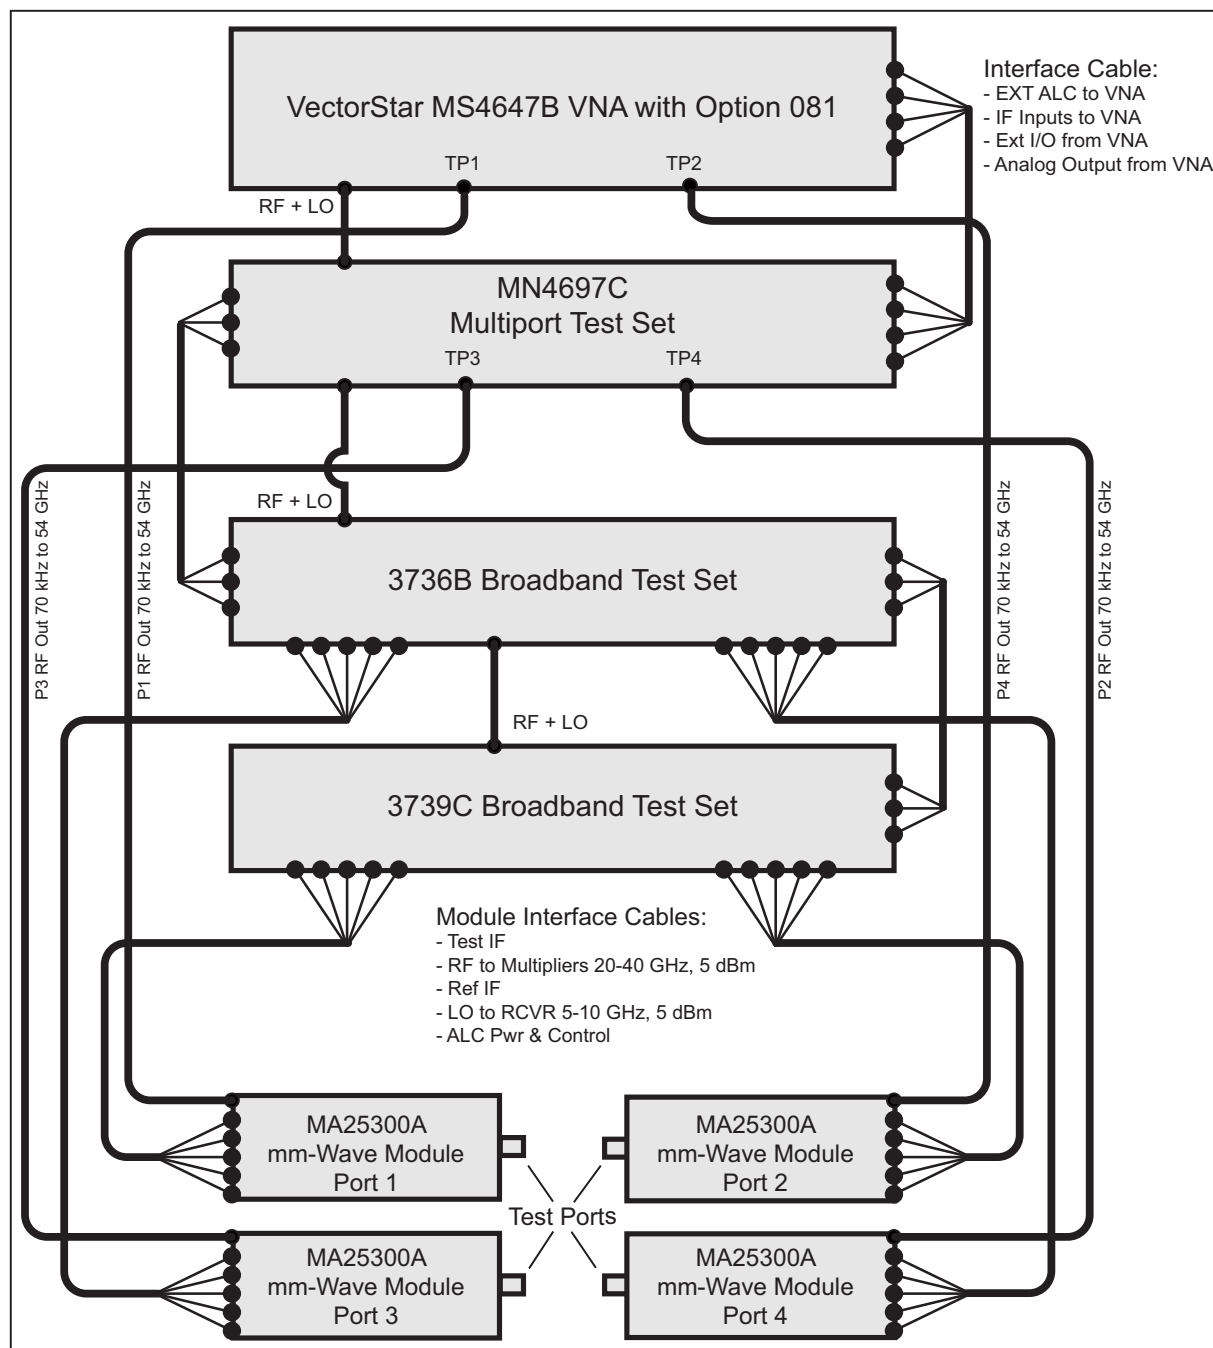 VectorStar MS4647B VNA with Option 081
TP1
TP2
RF + LO
Interface Cable:
- EXT ALC to VNA
- IF Inputs to VNA
- Ext I/O from VNA
- Analog Output from VNA
MN4697C
Multiport Test Set
TP3
TP4
RF + LO
P3 RF Out 70 kHz to 54 GHz
P1 RF Out 70 kHz to 54 GHz
P4 RF Out 70 kHz to 54 GHz
P2 RF Out 70 kHz to 54 GHz
3736B Broadband Test Set
RF + LO
3739C Broadband Test Set
Module Interface Cables:
- Test IF
- RF to Multipliers 20-40 GHz, 5 dBm
- Ref IF
- LO to RCVR 5-10 GHz, 5 dBm
- ALC Pwr & Control
MA25300A
mm-Wave Module
Port 1
MA25300A
mm-Wave Module
Port 2
Test Ports
MA25300A
mm-Wave Module
Port 3
MA25300A
mm-Wave Module
Port 4